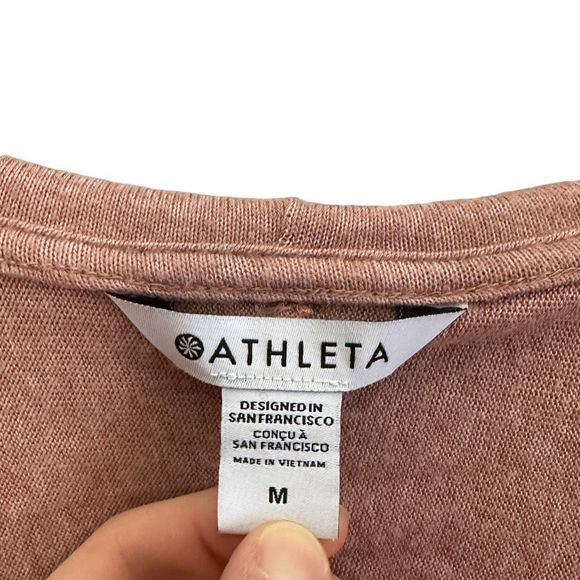 ATHLETA
DESIGNED IN
SAN FRANCISCO
CONÇU À
SAN FRANCISCO
MADE IN VIETNAM
M